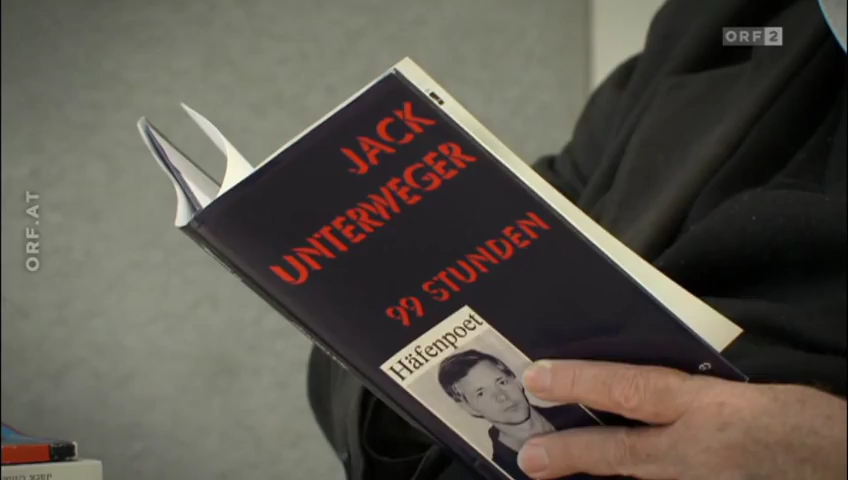 ORF 2
ORF.AT
JACK
UNTERWEGER
99 STUNDEN
Häfenpoet